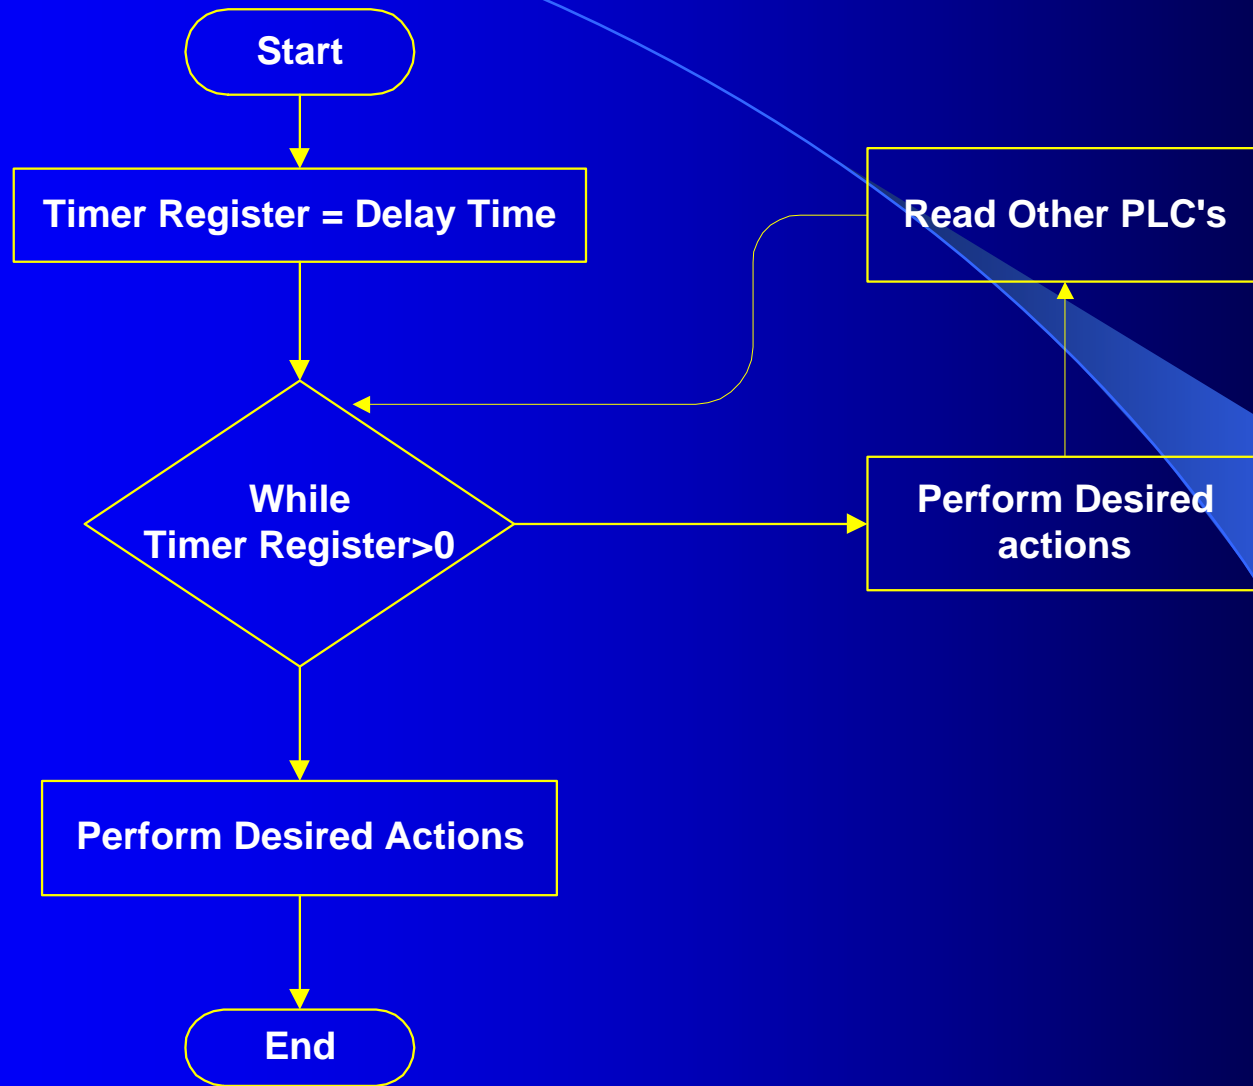 Start
Timer Register = Delay Time
Read Other PLC's
While
Timer Register>0
Perform Desired
actions
Perform Desired Actions
End